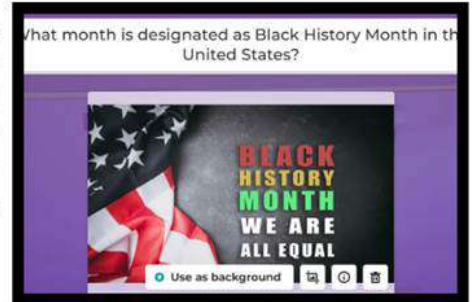 What month is designated as Black History Month in th
United States?
BLACK
HISTORY
MONTH
WE ARE
ALL EQUAL
Use as background